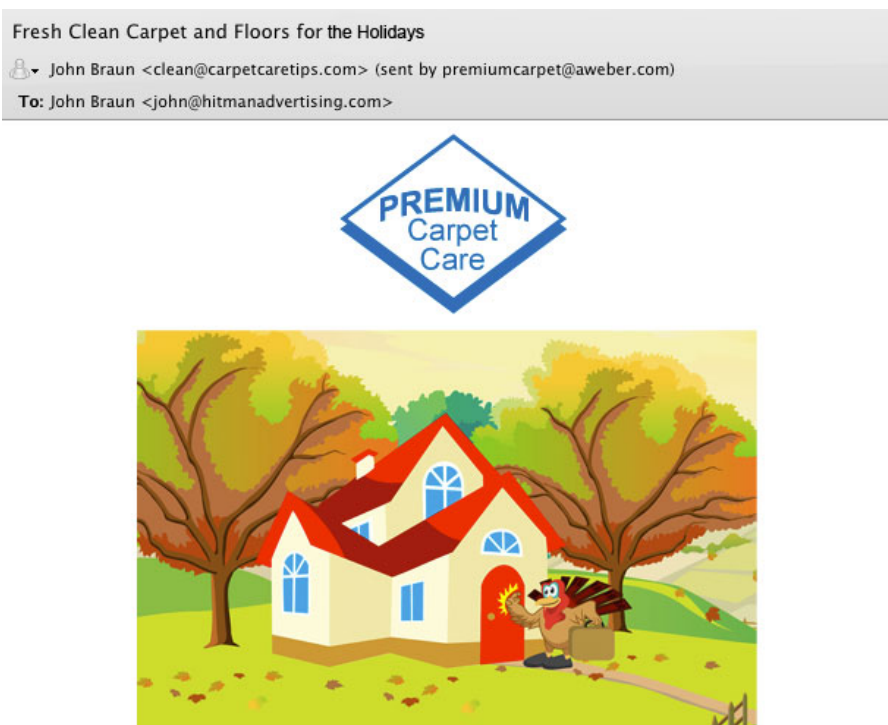 Fresh Clean Carpet and Floors for the Holidays
John Braun <clean@carpetcaretips.com> (sent by premiumcarpet@aweber.com)
To: John Braun <john@hitmanadvertising.com>
PREMIUM
Carpet
Care